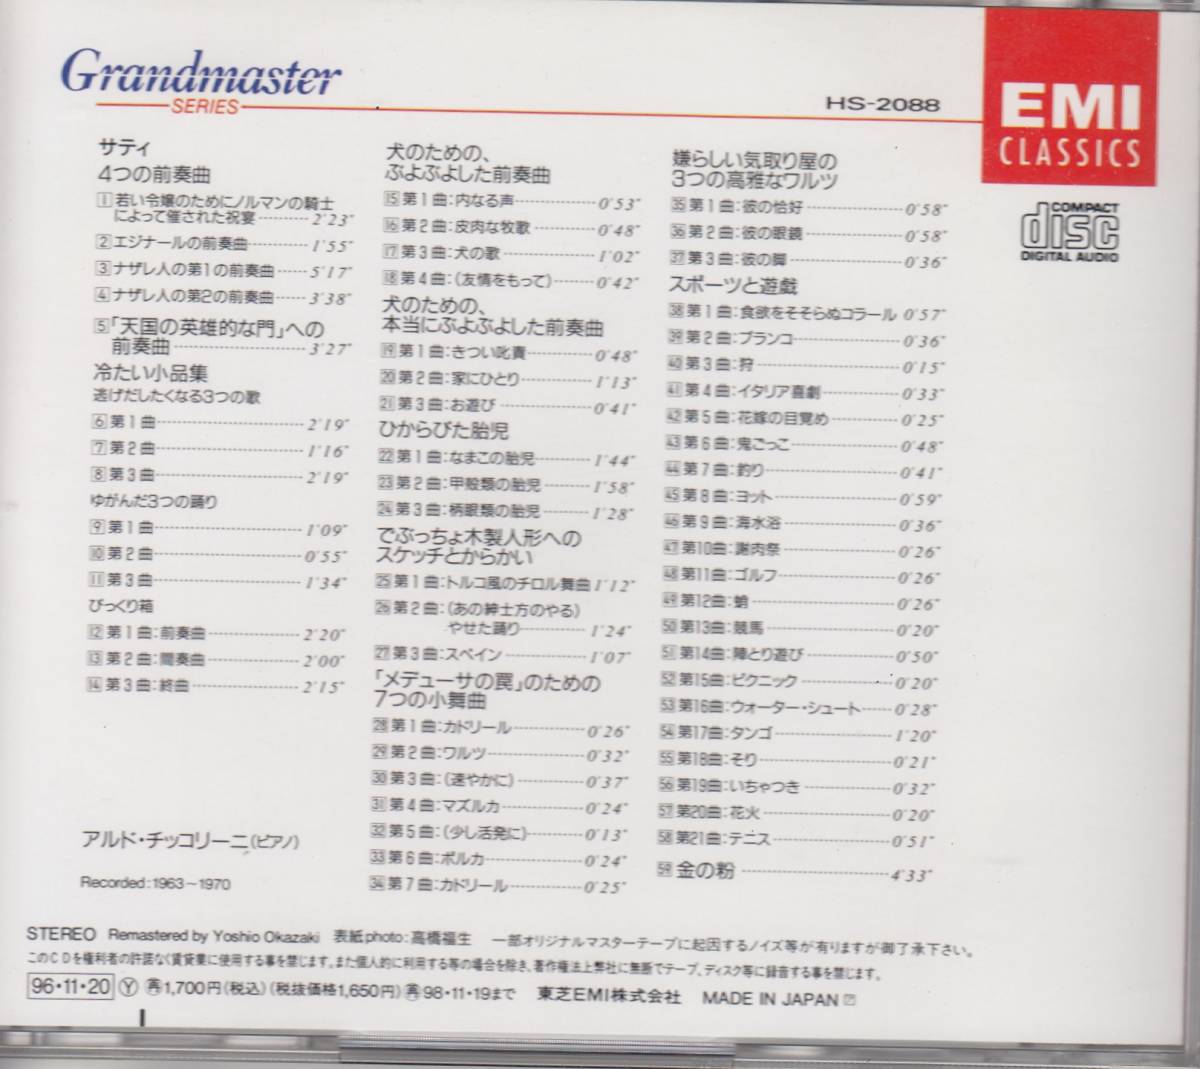 Grandmaster
SERIES
HS-2088
EMI
CLASSICS
COMPACT
disc
DIGITAL AUDIO
サティ
4つの前奏曲
1 若い令嬢のためにノルマンの騎士
によって催された祝宴 2'23"
2 エジナールの前奏曲 1'55"
3 ナザレ人の第1の前奏曲 5'17"
4 ナザレ人の第2の前奏曲 3'38"
5 「天国の英雄的な門」への
前奏曲 3'27"
冷たい小品集
逃げだしたくなる3つの歌
6 第1曲 2'19"
7 第2曲 1'16"
8 第3曲 2'19"
ゆがんだ3つの踊り
9 第1曲 1'09"
10 第2曲 0'55"
11 第3曲 1'34"
びっくり箱
12 第1曲:前奏曲 2'20"
13 第2曲:間奏曲 2'00"
14 第3曲:終曲 2'15"
アルド・チッコリーニ(ピアノ)
Recorded:1963~1970
犬のための、
ぶよぶよした前奏曲
15 第1曲:内なる声 0'53"
16 第2曲:皮肉な牧歌 0'48"
17 第3曲:犬の歌 1'02"
18 第4曲:(友情をもって) 0'42"
犬のための、
本当にぶよぶよした前奏曲
19 第1曲:きつい叱責 0'48"
20 第2曲:家にひとり 1'13"
21 第3曲:お遊び 0'41"
ひからびた胎児
22 第1曲:なまこの胎児 1'44"
23 第2曲:甲殻類の胎児 1'58"
24 第3曲:柄眼類の胎児 1'28"
でぶっちょ木製人形への
スケッチとからかい
25 第1曲:トルコ風のチロル舞曲 1'12"
26 第2曲:(あの紳士方のやる)
やせた踊り 1'24"
27 第3曲:スペイン 1'07"
「メデューサの罠」のための
7つの小舞曲
28 第1曲:カドリール 0'26"
29 第2曲:ワルツ 0'32"
30 第3曲:(速やかに) 0'37"
31 第4曲:マズルカ 0'24"
32 第5曲:(少し活発に) 0'13"
33 第6曲:ポルカ 0'24"
34 第7曲:カドリール 0'25"
嫌らしい気取り屋の
3つの高雅なワルツ
35 第1曲:彼の恰好 0'58"
36 第2曲:彼の眼鏡 0'58"
37 第3曲:彼の脚 0'36"
スポーツと遊戯
38 第1曲:食欲をそそらぬコラール 0'57"
39 第2曲:ブランコ 0'36"
40 第3曲:狩 0'15"
41 第4曲:イタリア喜劇 0'33"
42 第5曲:花嫁の目覚め 0'25"
43 第6曲:鬼ごっこ 0'48"
44 第7曲:釣り 0'41"
45 第8曲:ヨット 0'59"
46 第9曲:海水浴 0'36"
47 第10曲:謝肉祭 0'26"
48 第11曲:ゴルフ 0'26"
49 第12曲:蛸 0'26"
50 第13曲:競馬 0'20"
51 第14曲:陣とり遊び 0'50"
52 第15曲:ピクニック 0'20"
53 第16曲:ウォーター・シュート 0'28"
54 第17曲:タンゴ 1'20"
55 第18曲:そり 0'21"
56 第19曲:いちゃつき 0'32"
57 第20曲:花火 0'20"
58 第21曲:テニス 0'51"
59 金の粉 4'33"
STEREO Remastered by Yoshio Okazaki 表紙photo:高橋福生 一部オリジナルマスターテープに起因するノイズ等が有りますが御了承下さい。
このCDを権利者の許諾なく賃貸業に使用する事を禁じます。また個人的に利用する等の場合を除き、著作権法上弊社に無断でテープ、ディスク等に録音する事を禁じます。
96・11・20 Ⓨ 再1,700円(税込)(税抜価格1,650円)再98・11・19まで 東芝EMI株式会社 MADE IN JAPAN